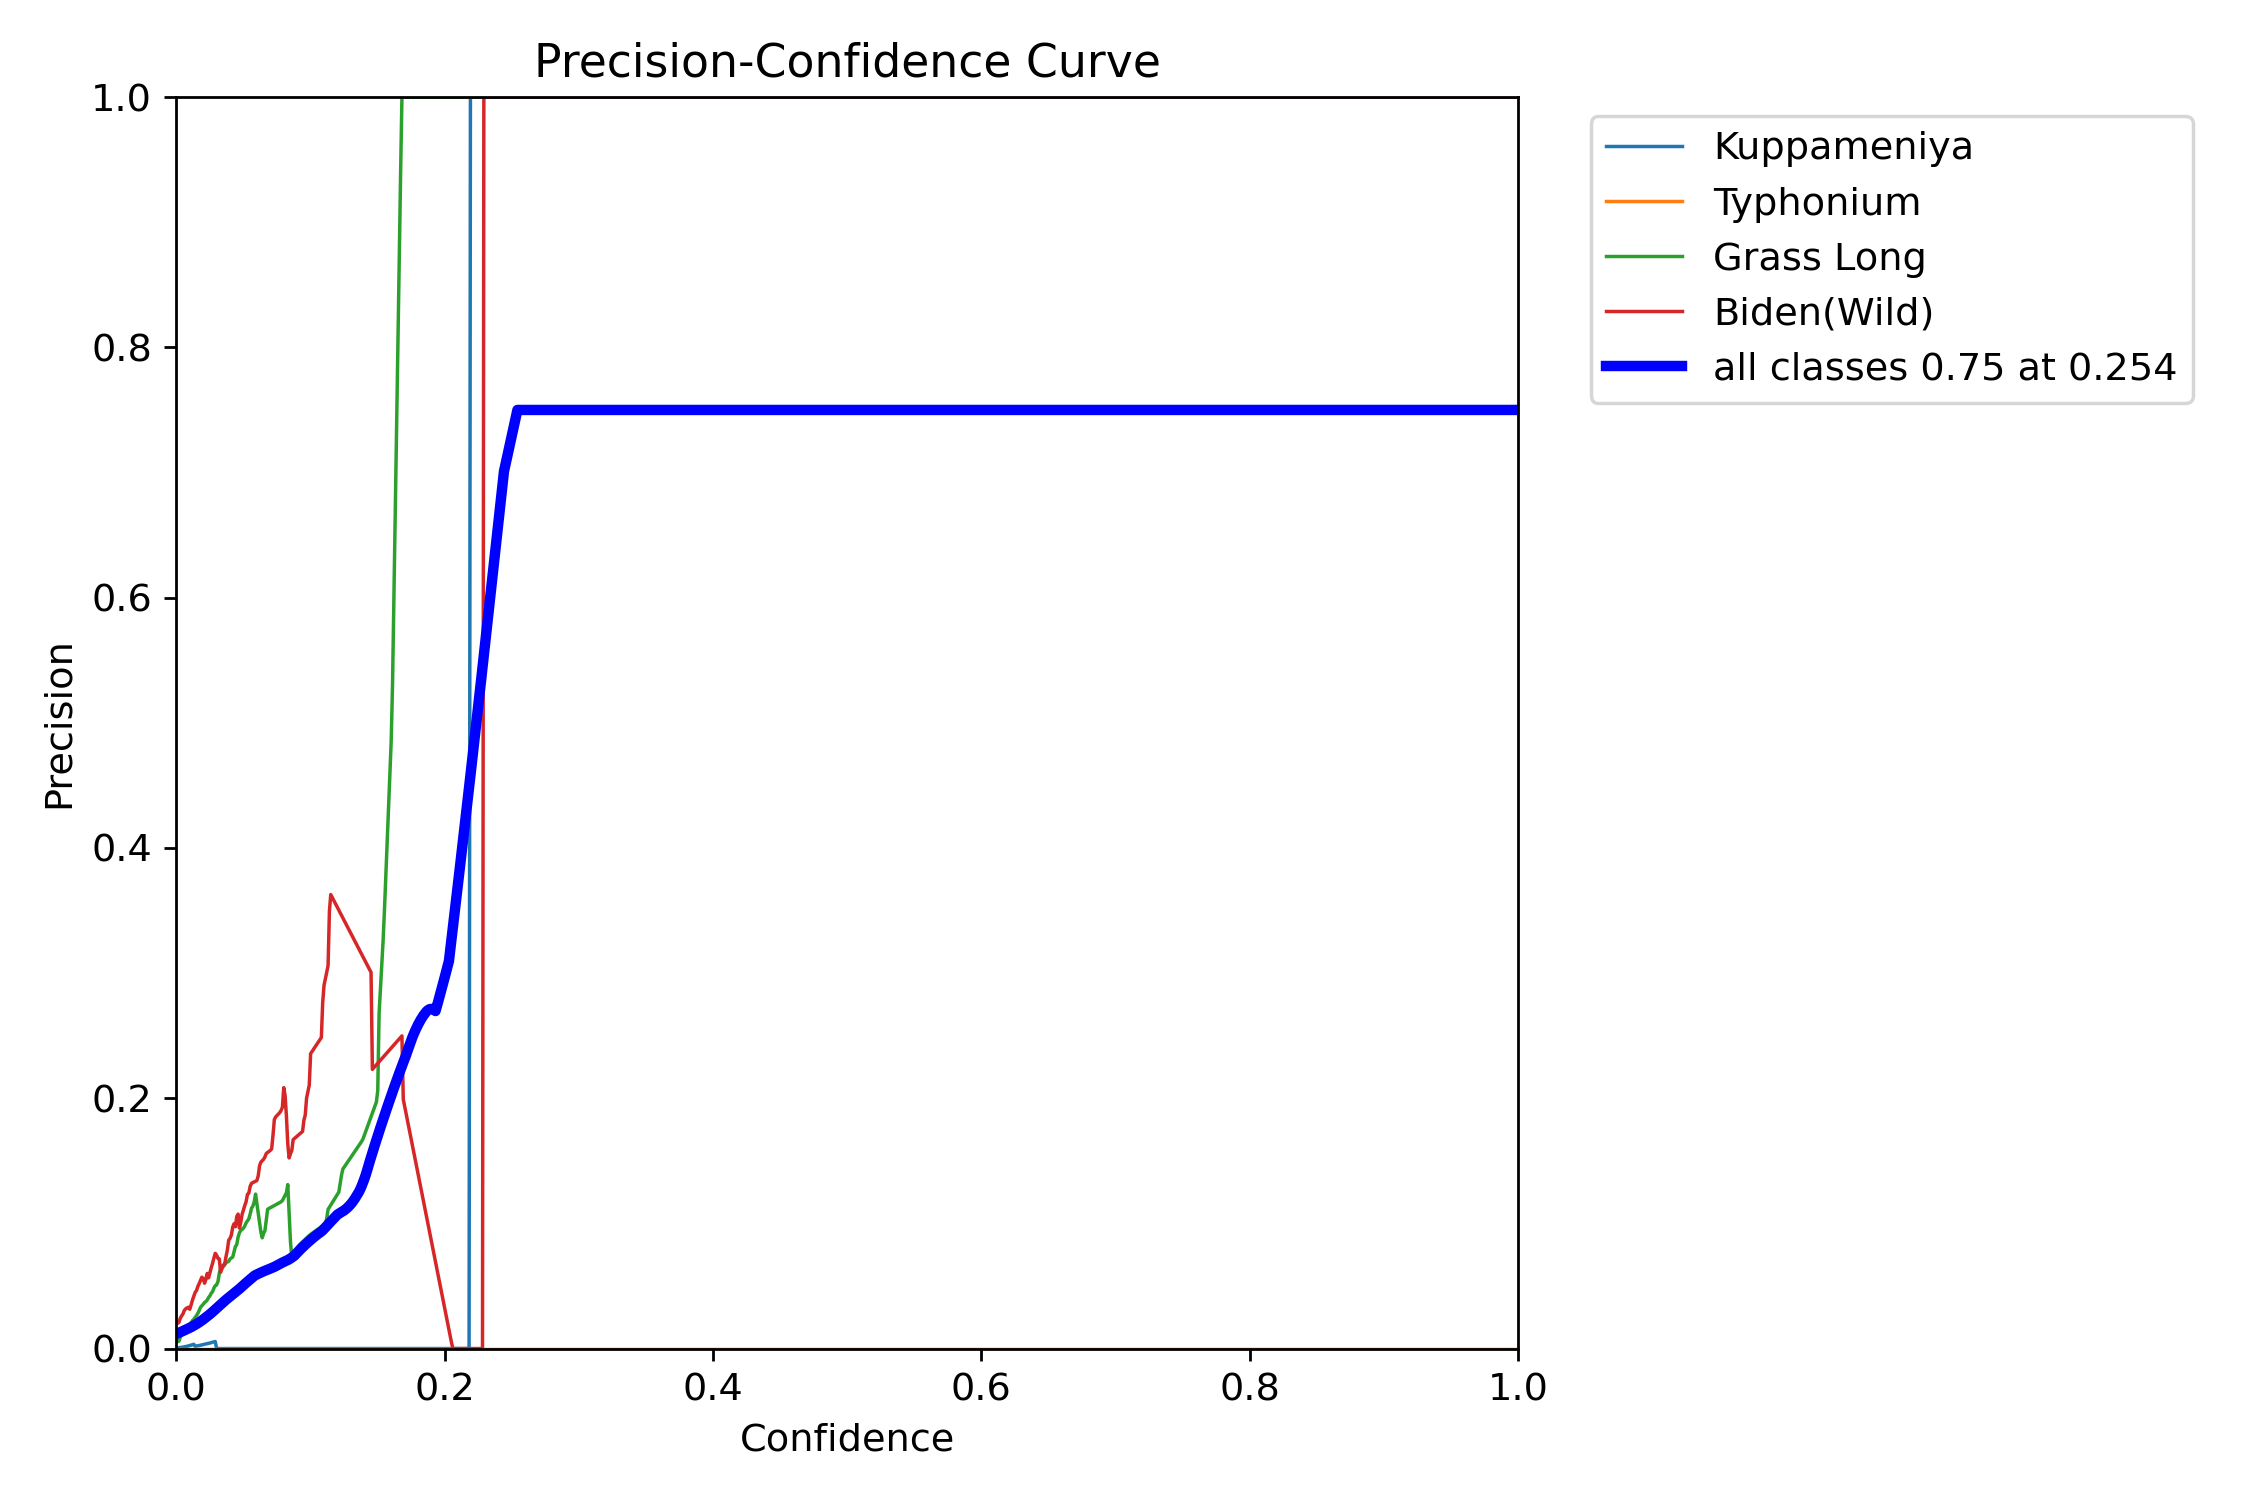 Precision-Confidence Curve
Kuppameniya
Typhonium
Grass Long
Biden(Wild)
all classes 0.75 at 0.254
1.0
0.8
0.6
0.4
0.2
0.0
Precision
0.0 0.2 0.4 0.6 0.8 1.0
Confidence